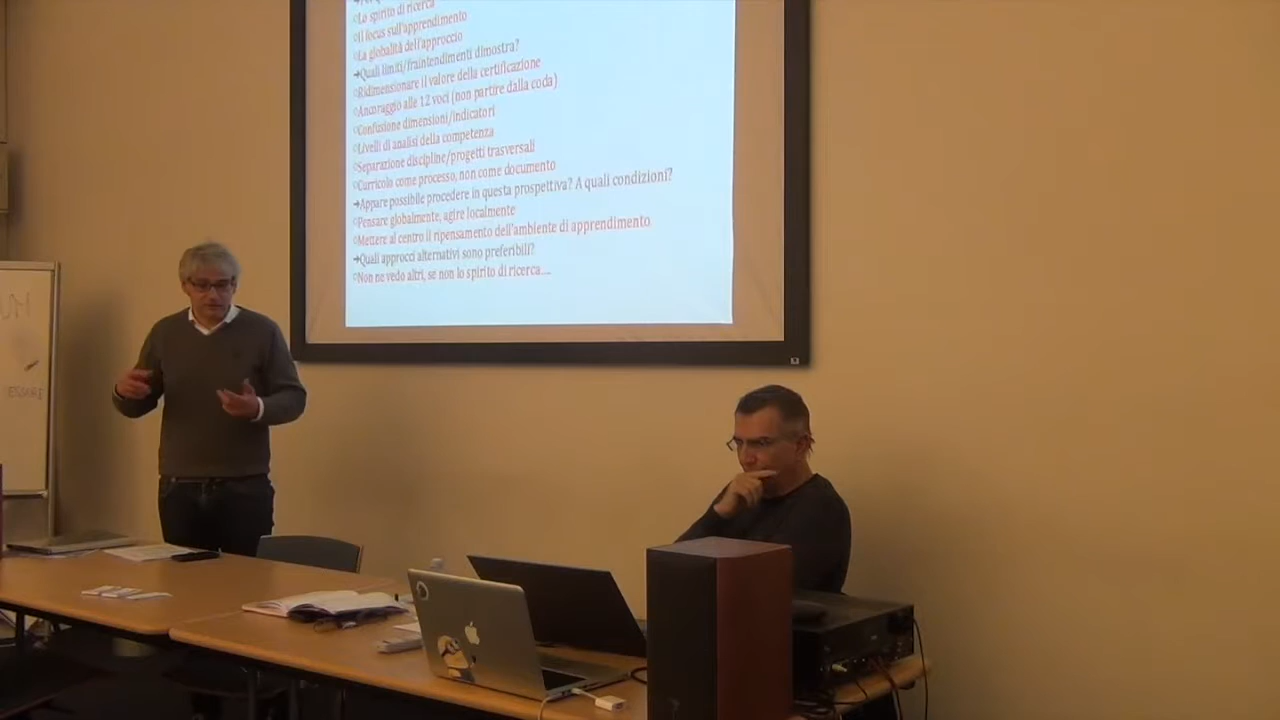 Lo spirito di ricerca
Il focus sull'apprendimento
La globalità dell'approccio
➔Quali limiti/fraintendimenti dimostra?
Ridimensionare il valore della certificazione
Ancoraggio alle 12 voci (non partire dalla coda)
Confusione dimensioni/indicatori
Livelli di analisi della competenza
Separazione discipline/progetti trasversali
Curricolo come processo, non come documento
➔Appare possibile procedere in questa prospettiva? A quali condizioni?
Pensare globalmente, agire localmente
Mettere al centro il ripensamento dell'ambiente di apprendimento
➔Quali approcci alternativi sono preferibili?
Non ne vedo altri, se non lo spirito di ricerca....